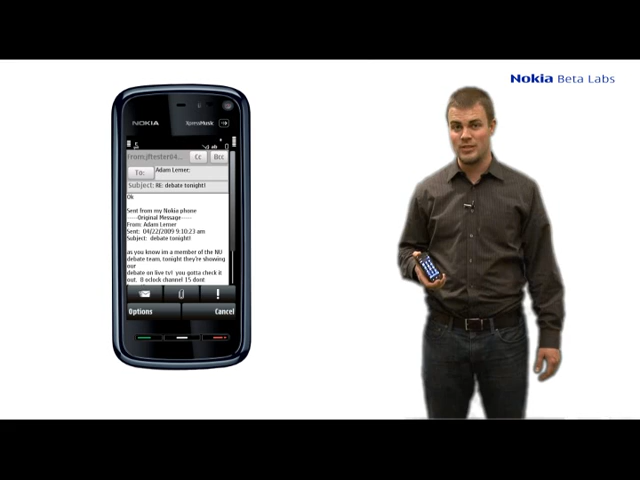 Nokia Beta Labs
NOKIA XpressMusic
From:jftester04... Cc Bcc
To: Adam Lerner;
Subject: RE: debate tonight!
Ok
Sent from my Nokia phone
-----Original Message-----
From: Adam Lerner
Sent: 04/22/2009 9:10:23 am
Subject: debate tonight!
as you know im a member of the NU
debate team. tonight they're showing
our
debate on live tv! you gotta check it
out. 8 oclock channel 15 dont
Options Cancel